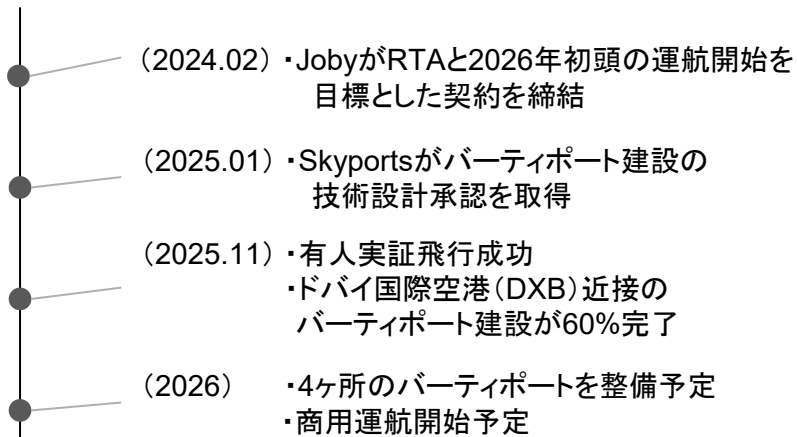 （2024.02）・JobyがRTAと2026年初頭の運航開始を
目標とした契約を締結
（2025.01）・Skyportsがバーティポート建設の
技術設計承認を取得
（2025.11）・有人実証飛行成功
・ドバイ国際空港（DXB）近接の
バーティポート建設が60%完了
（2026）　・4ヶ所のバーティポートを整備予定
・商用運航開始予定